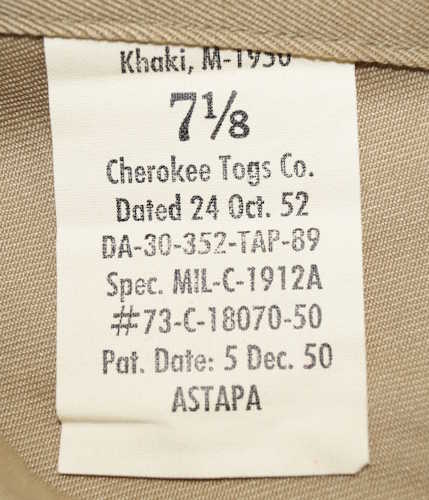 Khaki, M-1950
7⅛
Cherokee Togs Co.
Dated 24 Oct. 52
DA-30-352-TAP-89
Spec. MIL-C-1912A
#73-C-18070-50
Pat. Date: 5 Dec. 50
ASTAPA